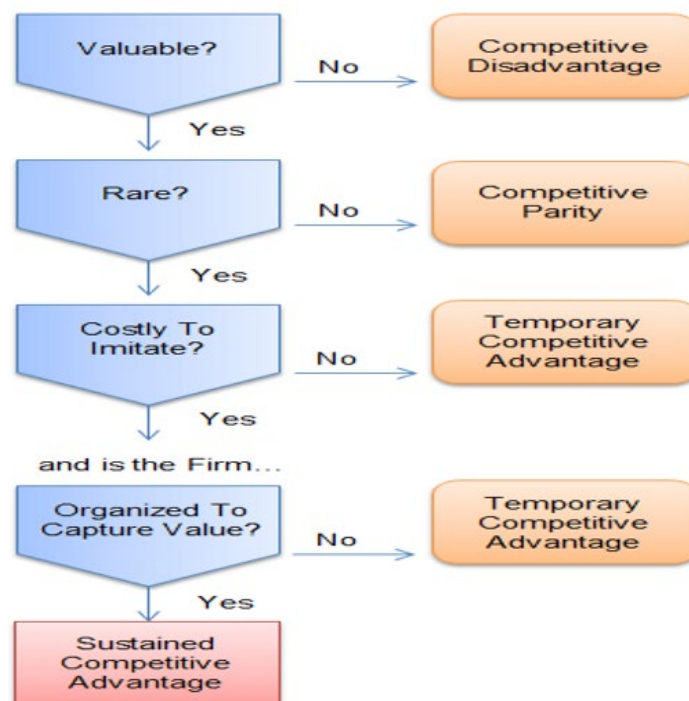 Valuable?
No
Competitive
Disadvantage
Yes
Rare?
No
Competitive
Parity
Yes
Costly To
Imitate?
No
Temporary
Competitive
Advantage
Yes
and is the Firm...
Organized To
Capture Value?
No
Temporary
Competitive
Advantage
Yes
Sustained
Competitive
Advantage